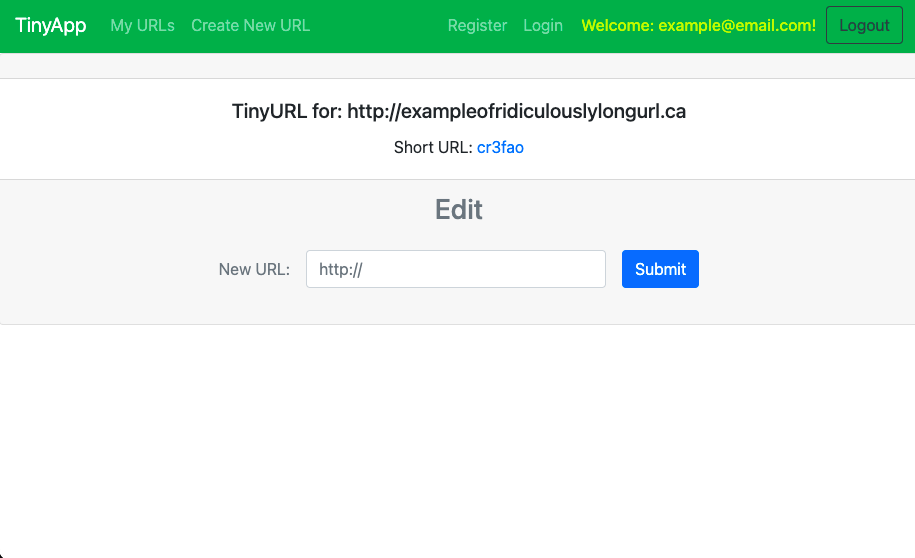 TinyApp My URLs Create New URL Register Login Welcome: example@email.com! Logout
TinyURL for: http://exampleofridiculouslylongurl.ca
Short URL: cr3fao
Edit
New URL: http:// Submit